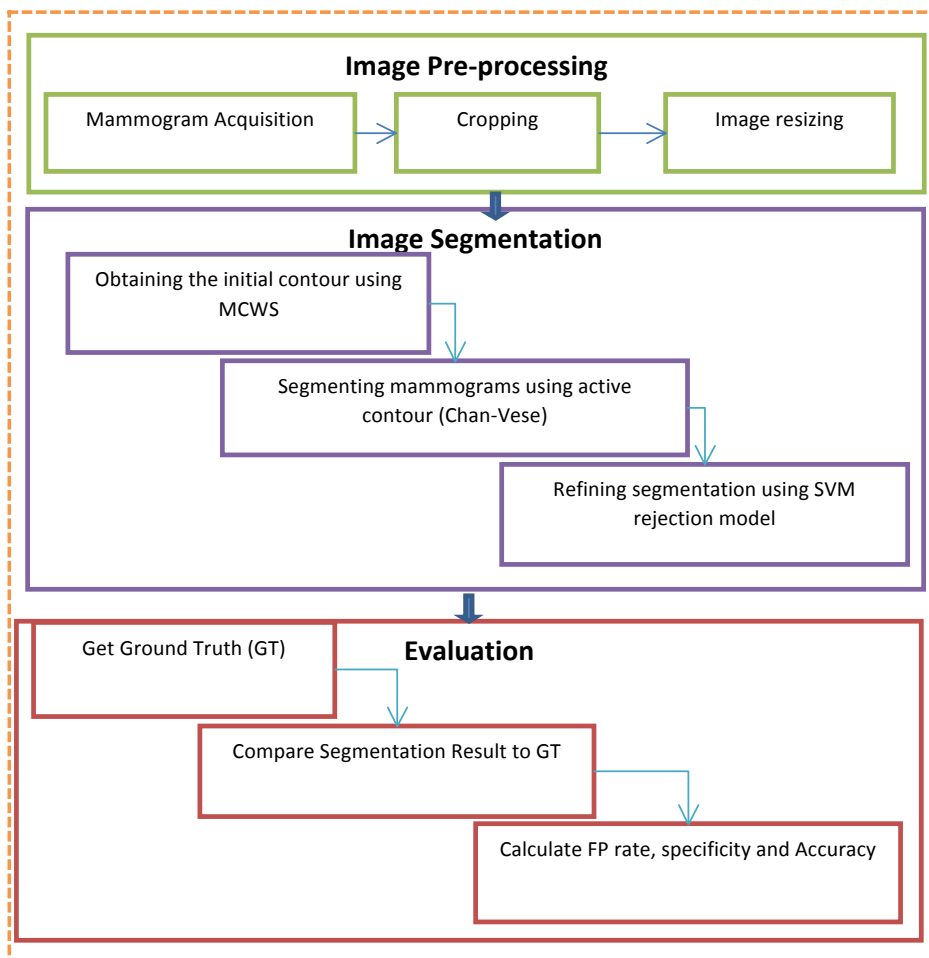 Image Pre-processing
Mammogram Acquisition
Cropping
Image resizing
Image Segmentation
Obtaining the initial contour using
MCWS
Segmenting mammograms using active
contour (Chan-Vese)
Refining segmentation using SVM
rejection model
Evaluation
Get Ground Truth (GT)
Compare Segmentation Result to GT
Calculate FP rate, specificity and Accuracy